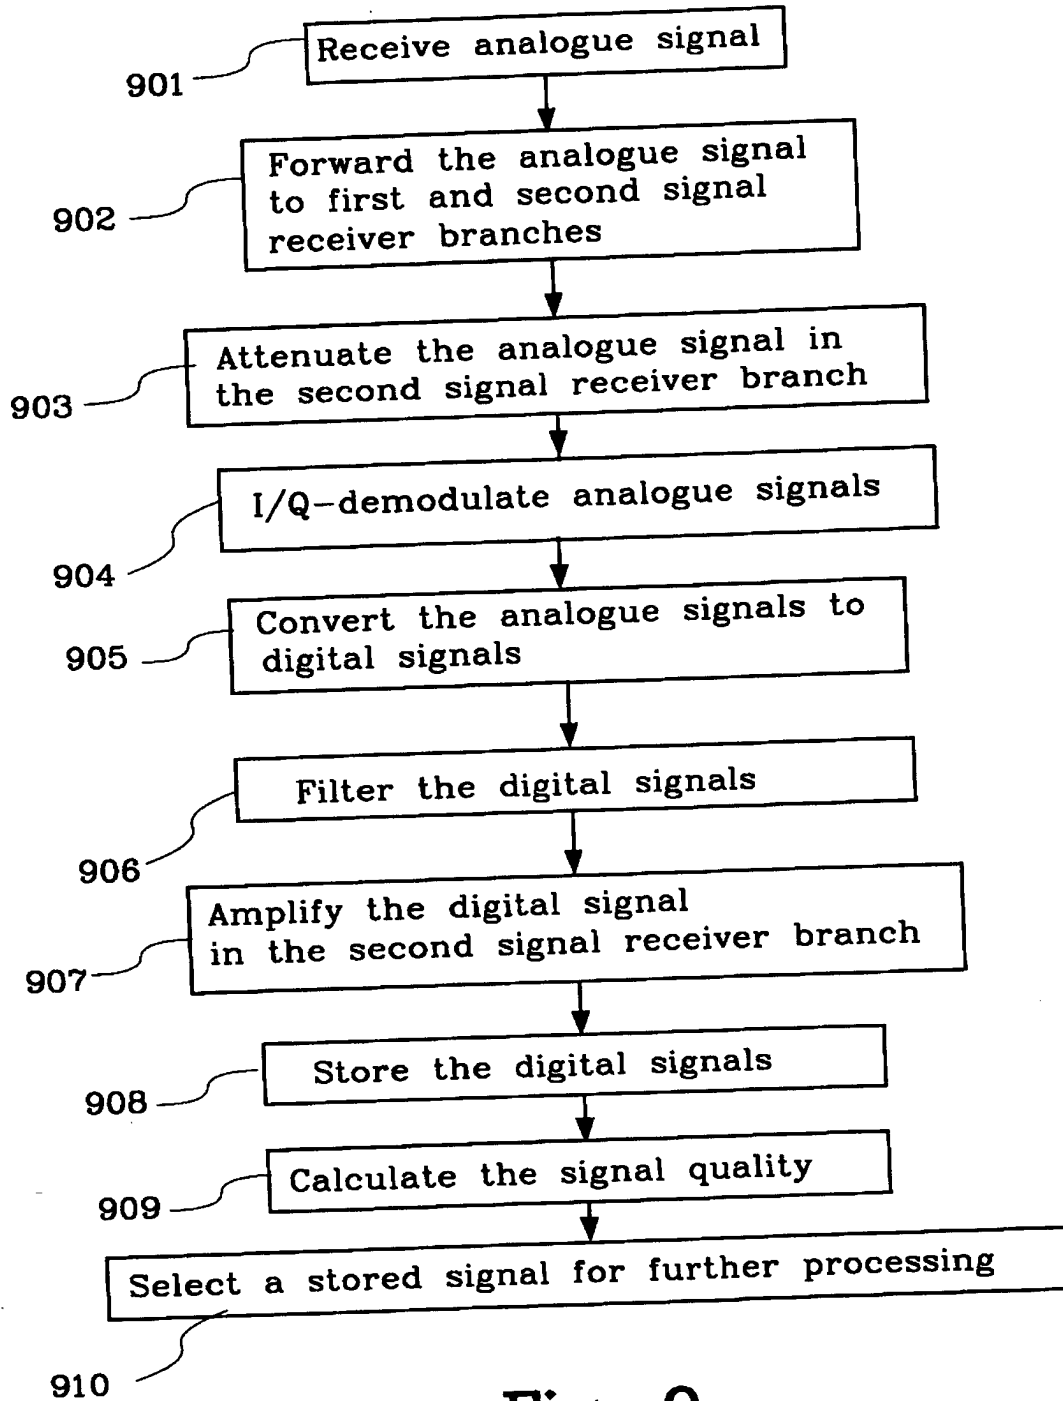 901
Receive analogue signal
902
Forward the analogue signal
to first and second signal
receiver branches
903
Attenuate the analogue signal in
the second signal receiver branch
904
I/Q-demodulate analogue signals
905
Convert the analogue signals to
digital signals
906
Filter the digital signals
907
Amplify the digital signal
in the second signal receiver branch
908
Store the digital signals
909
Calculate the signal quality
910
Select a stored signal for further processing